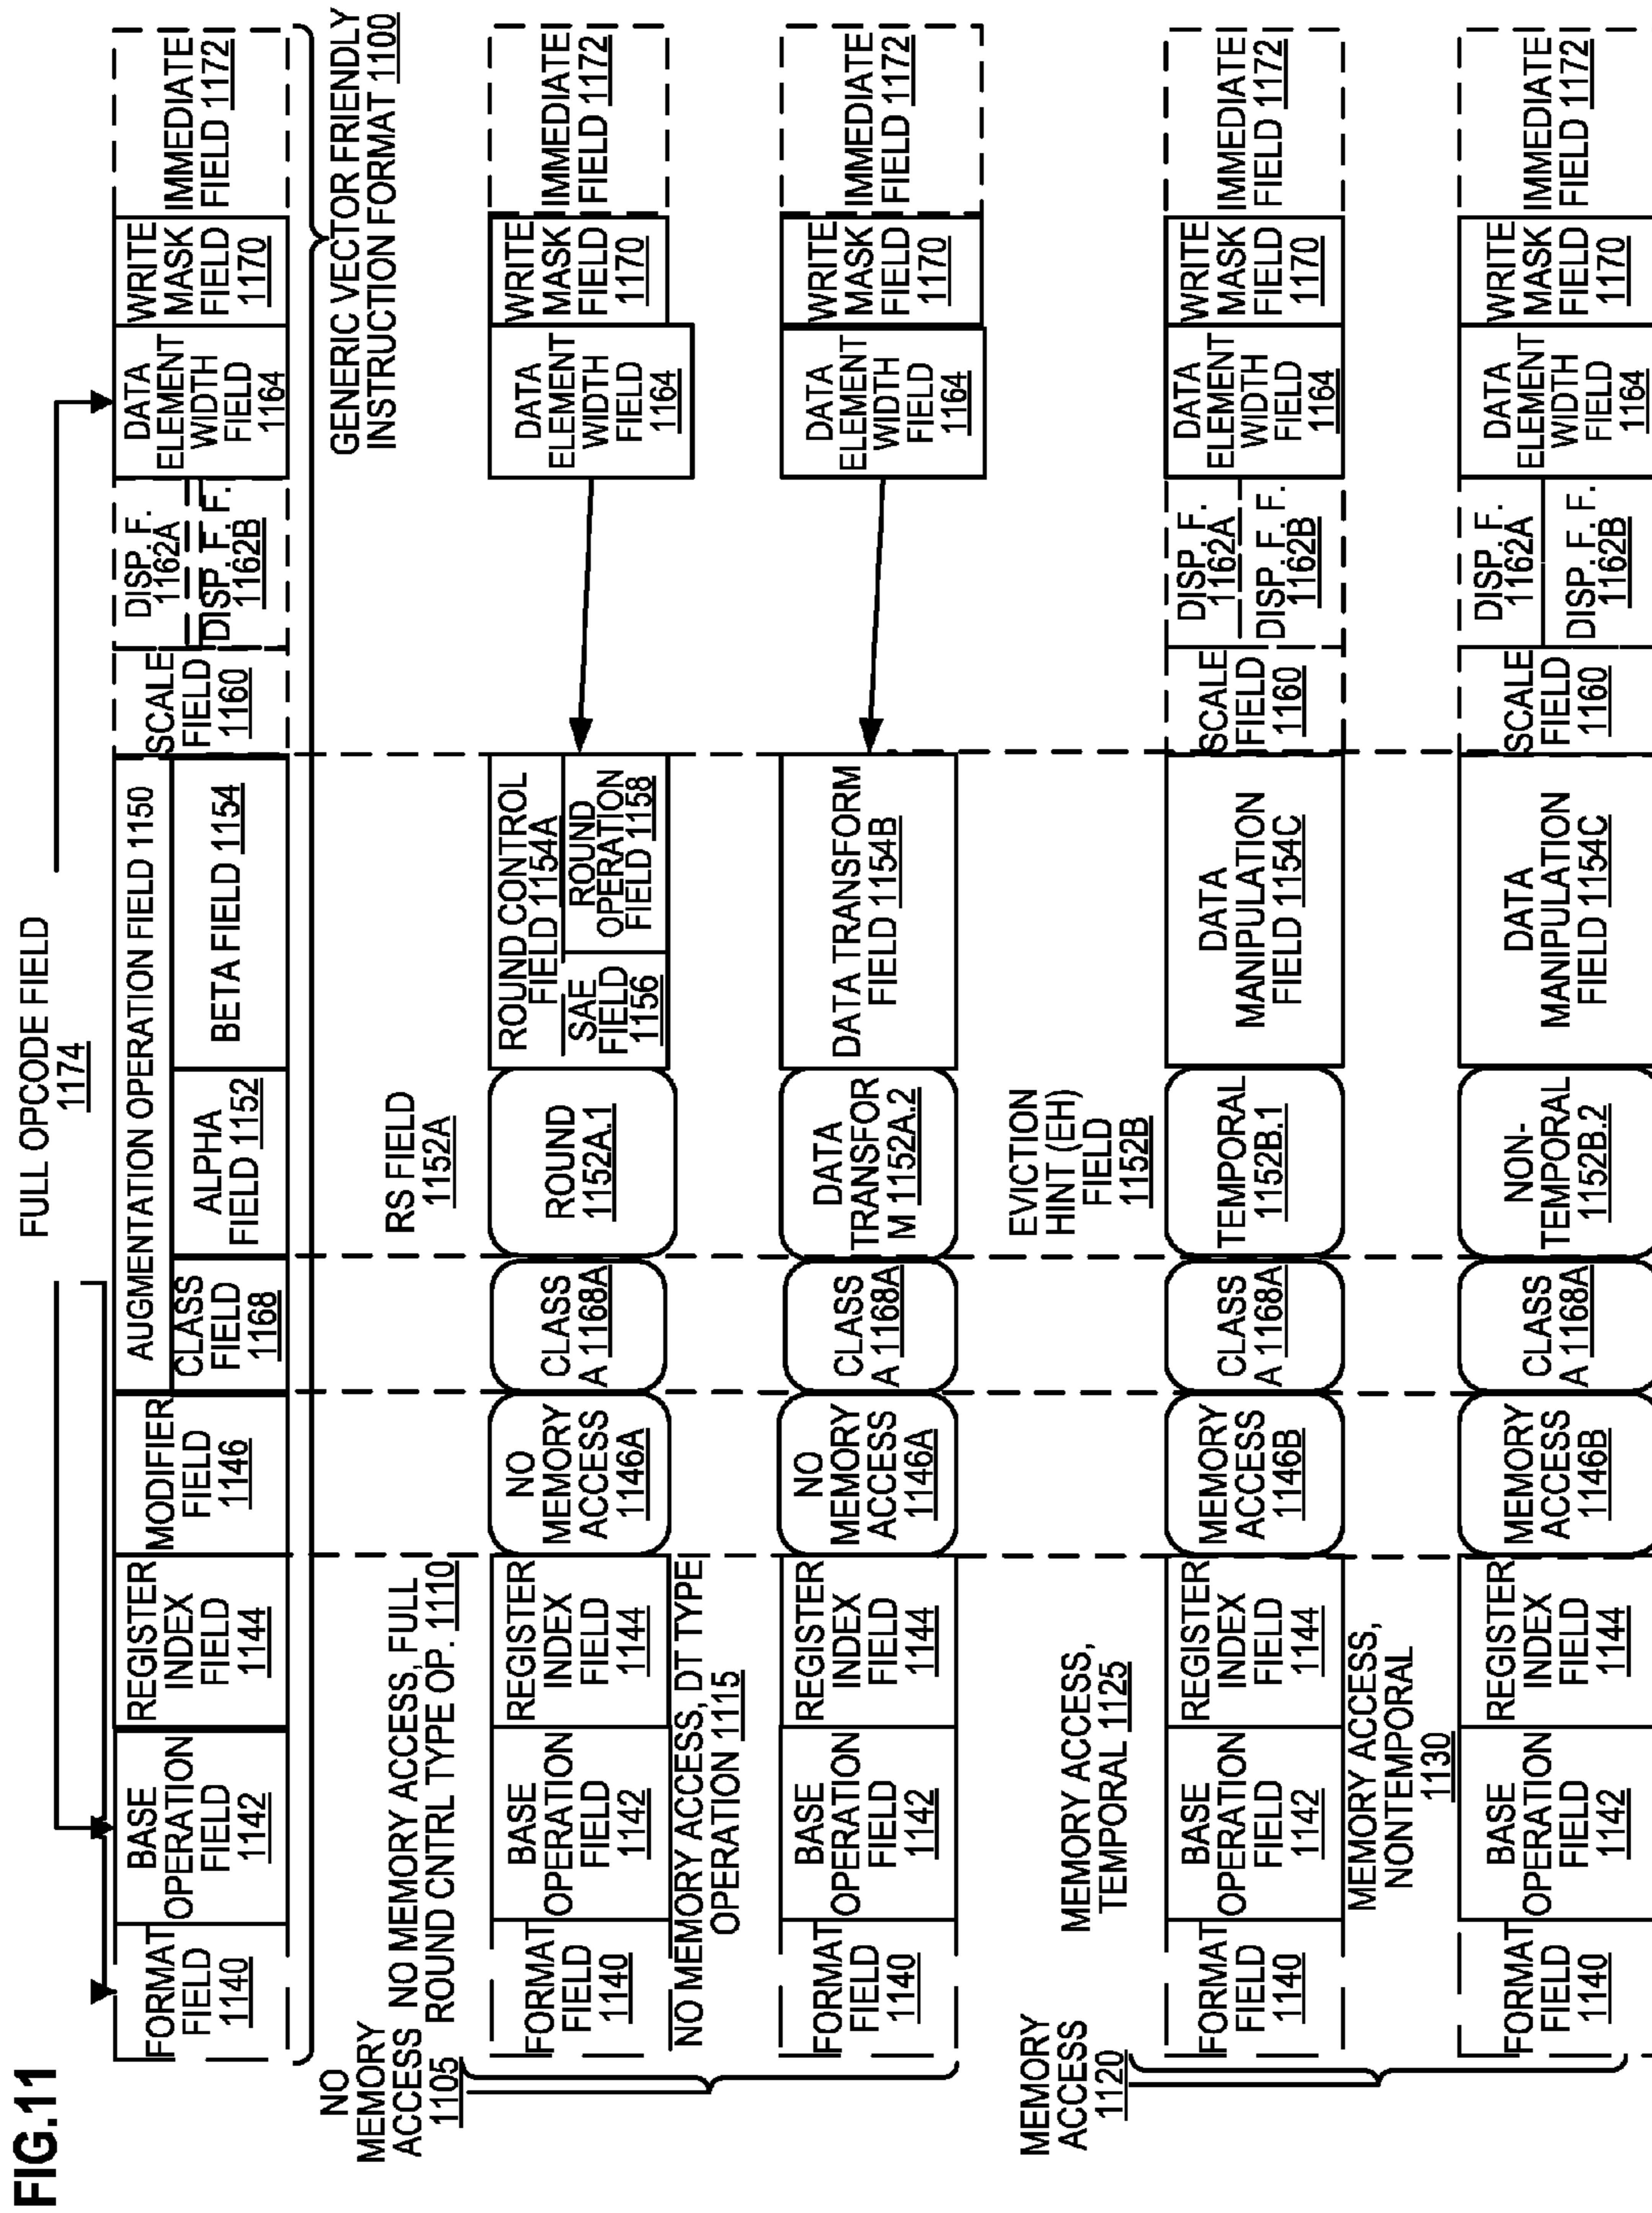 FIG.11
FULL OPCODE FIELD
1174
FORMAT
FIELD
1140
BASE
OPERATION
FIELD
1142
REGISTER
INDEX
FIELD
1144
MODIFIER
FIELD
1146
AUGMENTATION OPERATION FIELD 1150
CLASS
FIELD
1168
ALPHA
FIELD 1152
BETA FIELD 1154
SCALE
FIELD
1160
DISP. F.
1162A
DISP. F. F.
1162B
DATA
ELEMENT
WIDTH
FIELD
1164
WRITE
MASK
FIELD
1170
IMMEDIATE
FIELD 1172
GENERIC VECTOR FRIENDLY
INSTRUCTION FORMAT 1100
NO
MEMORY
ACCESS
1105
NO MEMORY ACCESS, FULL
ROUND CNTRL TYPE OP. 1110
RS FIELD
1152A
FORMAT
FIELD
1140
BASE
OPERATION
FIELD
1142
REGISTER
INDEX
FIELD
1144
NO
MEMORY
ACCESS
1146A
CLASS
A 1168A
ROUND
1152A.1
ROUND CONTROL
FIELD 1154A
SAE
FIELD
1156
ROUND
OPERATION
FIELD 1158
DATA
ELEMENT
WIDTH
FIELD
1164
WRITE
MASK
FIELD
1170
IMMEDIATE
FIELD 1172
NO MEMORY ACCESS, DT TYPE
OPERATION 1115
FORMAT
FIELD
1140
BASE
OPERATION
FIELD
1142
REGISTER
INDEX
FIELD
1144
NO
MEMORY
ACCESS
1146A
CLASS
A 1168A
DATA
TRANSFOR
M 1152A.2
DATA TRANSFORM
FIELD 1154B
DATA
ELEMENT
WIDTH
FIELD
1164
WRITE
MASK
FIELD
1170
IMMEDIATE
FIELD 1172
MEMORY
ACCESS
1120
MEMORY ACCESS,
TEMPORAL 1125
EVICTION
HINT (EH)
FIELD
1152B
FORMAT
FIELD
1140
BASE
OPERATION
FIELD
1142
REGISTER
INDEX
FIELD
1144
MEMORY
ACCESS
1146B
CLASS
A 1168A
TEMPORAL
1152B.1
DATA
MANIPULATION
FIELD 1154C
SCALE
FIELD
1160
DISP. F.
1162A
DISP. F. F.
1162B
DATA
ELEMENT
WIDTH
FIELD
1164
WRITE
MASK
FIELD
1170
IMMEDIATE
FIELD 1172
MEMORY ACCESS,
NONTEMPORAL
1130
FORMAT
FIELD
1140
BASE
OPERATION
FIELD
1142
REGISTER
INDEX
FIELD
1144
MEMORY
ACCESS
1146B
CLASS
A 1168A
NON-
TEMPORAL
1152B.2
DATA
MANIPULATION
FIELD 1154C
SCALE
FIELD
1160
DISP. F.
1162A
DISP. F. F.
1162B
DATA
ELEMENT
WIDTH
FIELD
1164
WRITE
MASK
FIELD
1170
IMMEDIATE
FIELD 1172